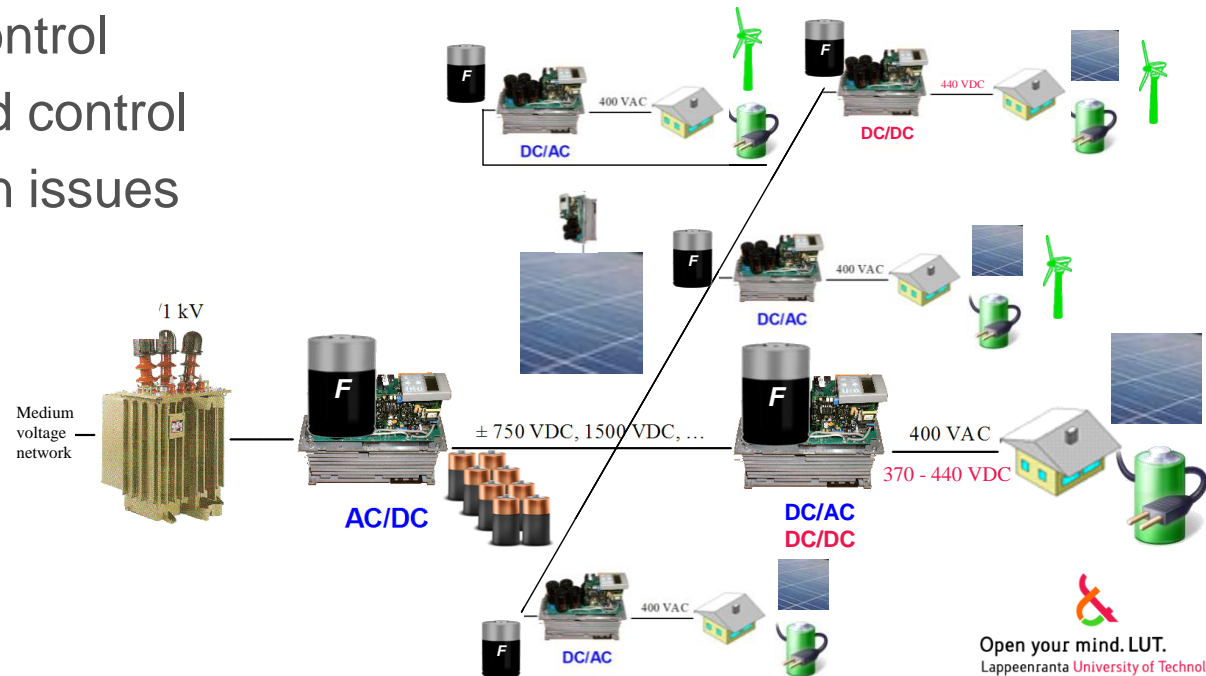 ontrol
d control
n issues
F
400 VAC
DC/AC
F
440 VDC
DC/DC
F
400 VAC
DC/AC
/1 kV
Medium
voltage
network
F
± 750 VDC, 1500 VDC, ...
AC/DC
F
400 VAC
370 - 440 VDC
DC/AC
DC/DC
F
400 VAC
DC/AC
Open your mind. LUT.
Lappeenranta University of Technol